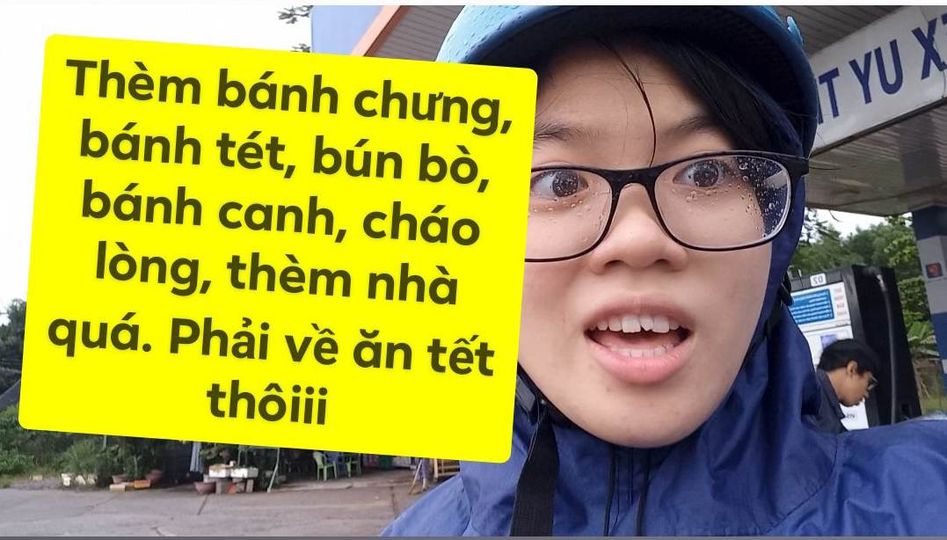 Thèm bánh chưng,
bánh tét, bún bò,
bánh canh, cháo
lòng, thèm nhà
quá. Phải về ăn tết
thôiii
YU